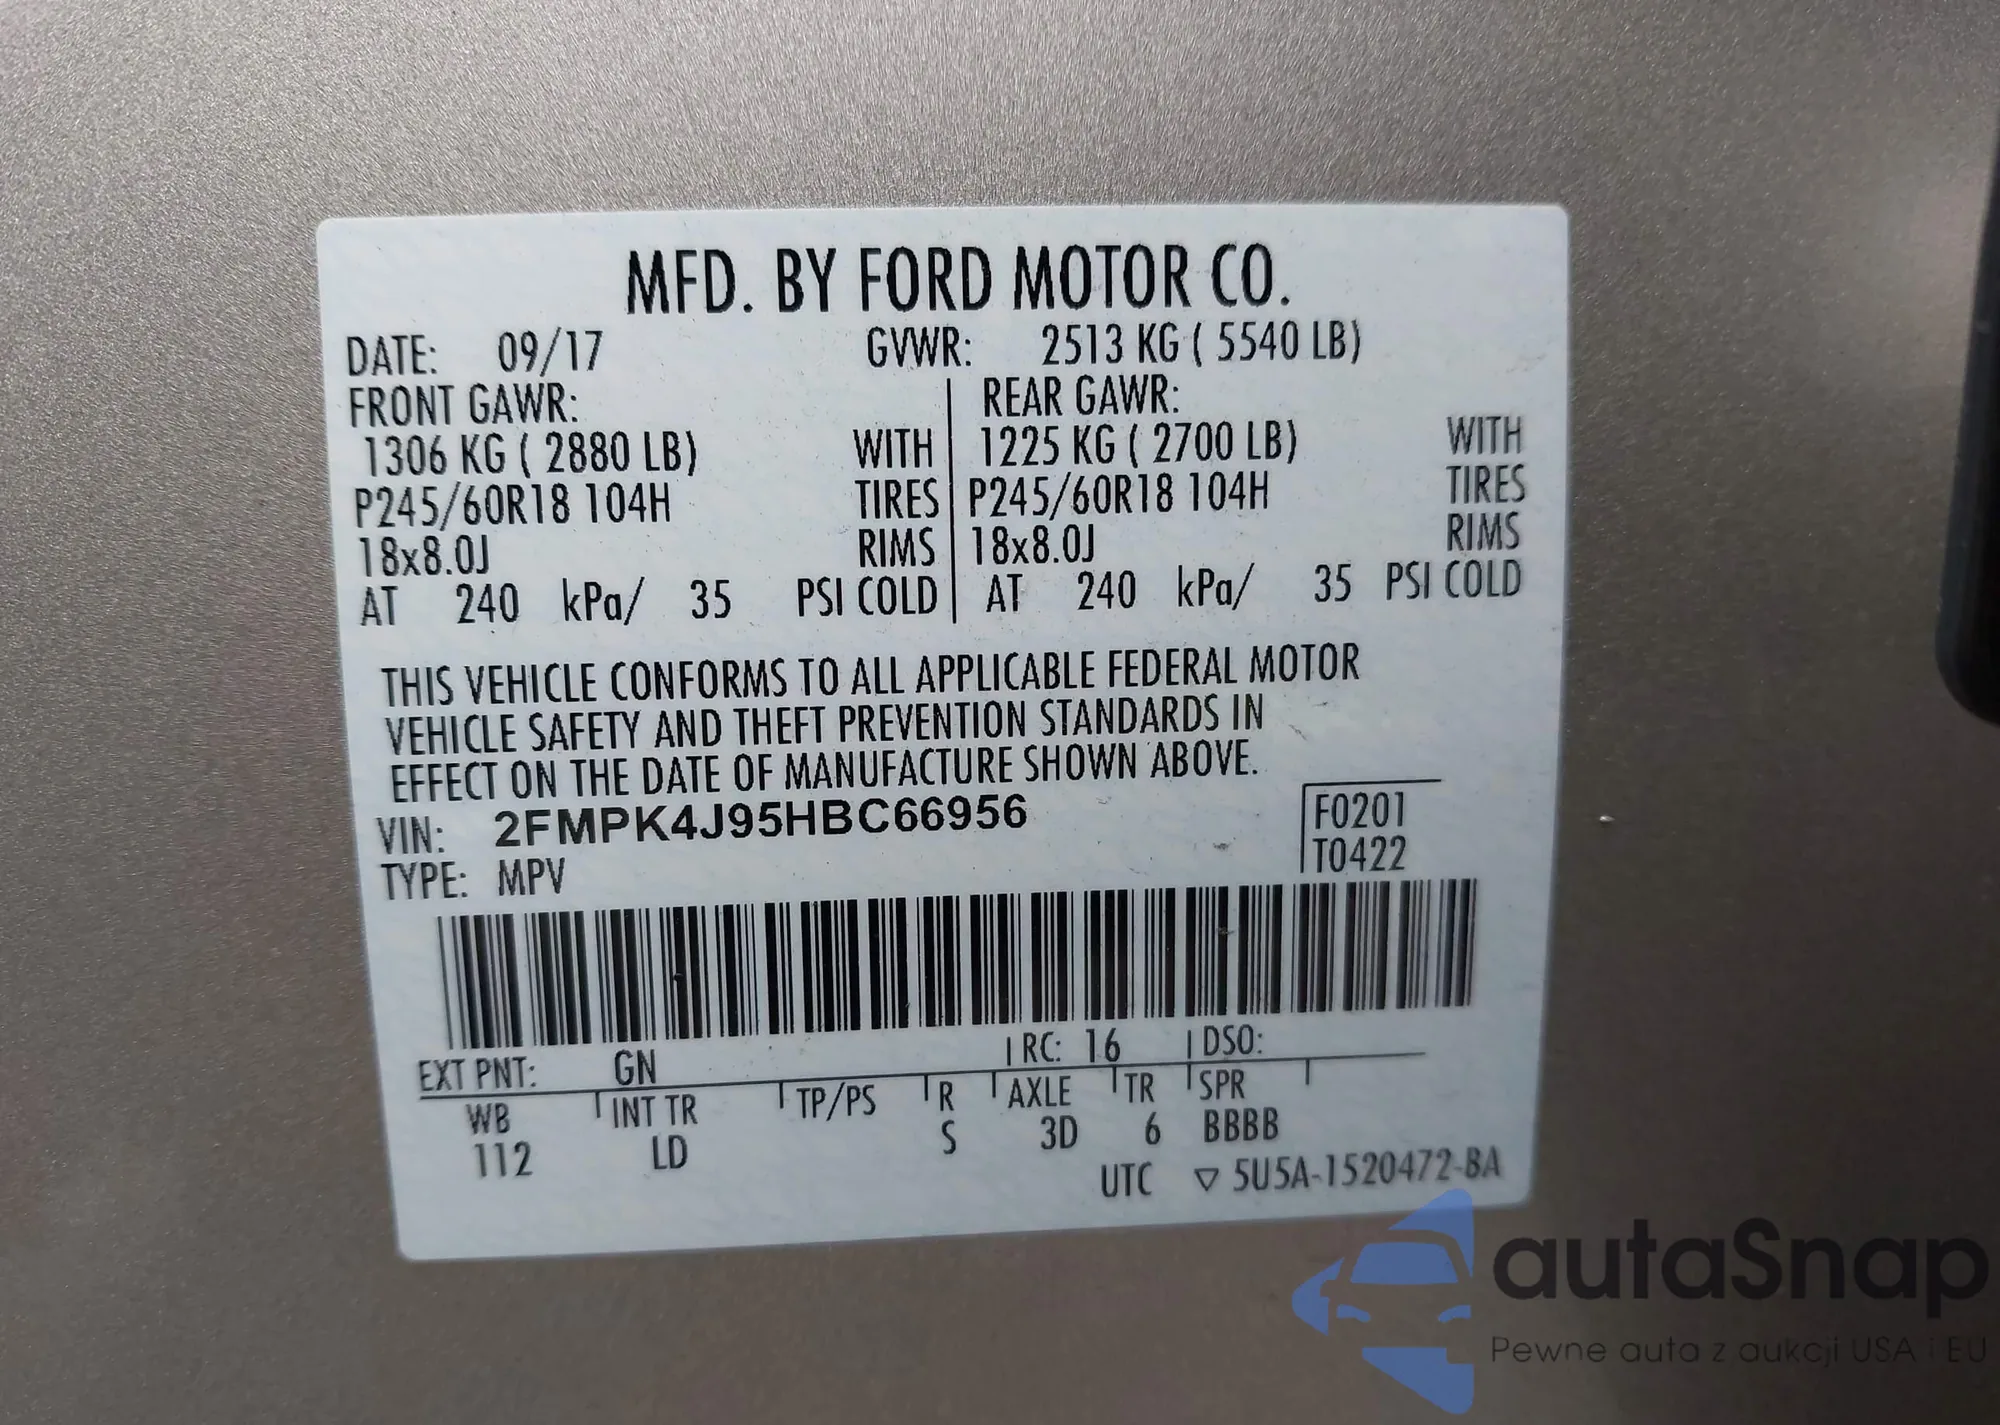 MFD. BY FORD MOTOR CO.
DATE: 09/17 GVWR: 2513 KG ( 5540 LB)
FRONT GAWR: REAR GAWR:
1306 KG ( 2880 LB) WITH 1225 KG ( 2700 LB) WITH
P245/60R18 104H TIRES P245/60R18 104H TIRES
18x8.0J RIMS 18x8.0J RIMS
AT 240 kPa/ 35 PSI COLD AT 240 kPa/ 35 PSI COLD
THIS VEHICLE CONFORMS TO ALL APPLICABLE FEDERAL MOTOR
VEHICLE SAFETY AND THEFT PREVENTION STANDARDS IN
EFFECT ON THE DATE OF MANUFACTURE SHOWN ABOVE.
VIN: 2FMPK4J95HBC66956 F0201
TYPE: MPV T0422
EXT PNT: GN RC: 16 DSO:
WB INT TR TP/PS R AXLE TR SPR
112 LD S 3D 6 BBBB
UTC ▽ 5U5A-1520472-BA
autaSnap
Pewne auta z aukcji USA i EU